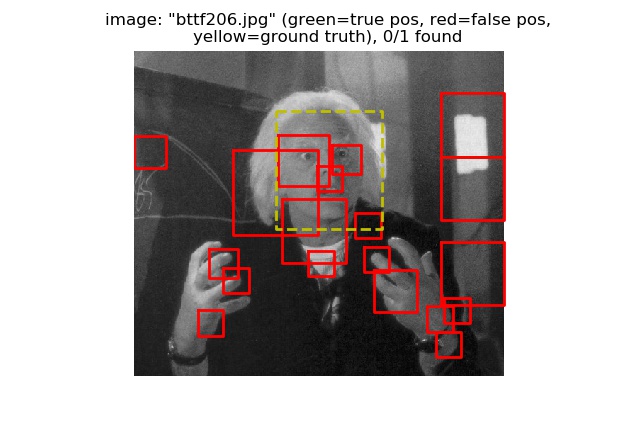 image: "bttf206.jpg" (green=true pos, red=false pos,
yellow=ground truth), 0/1 found